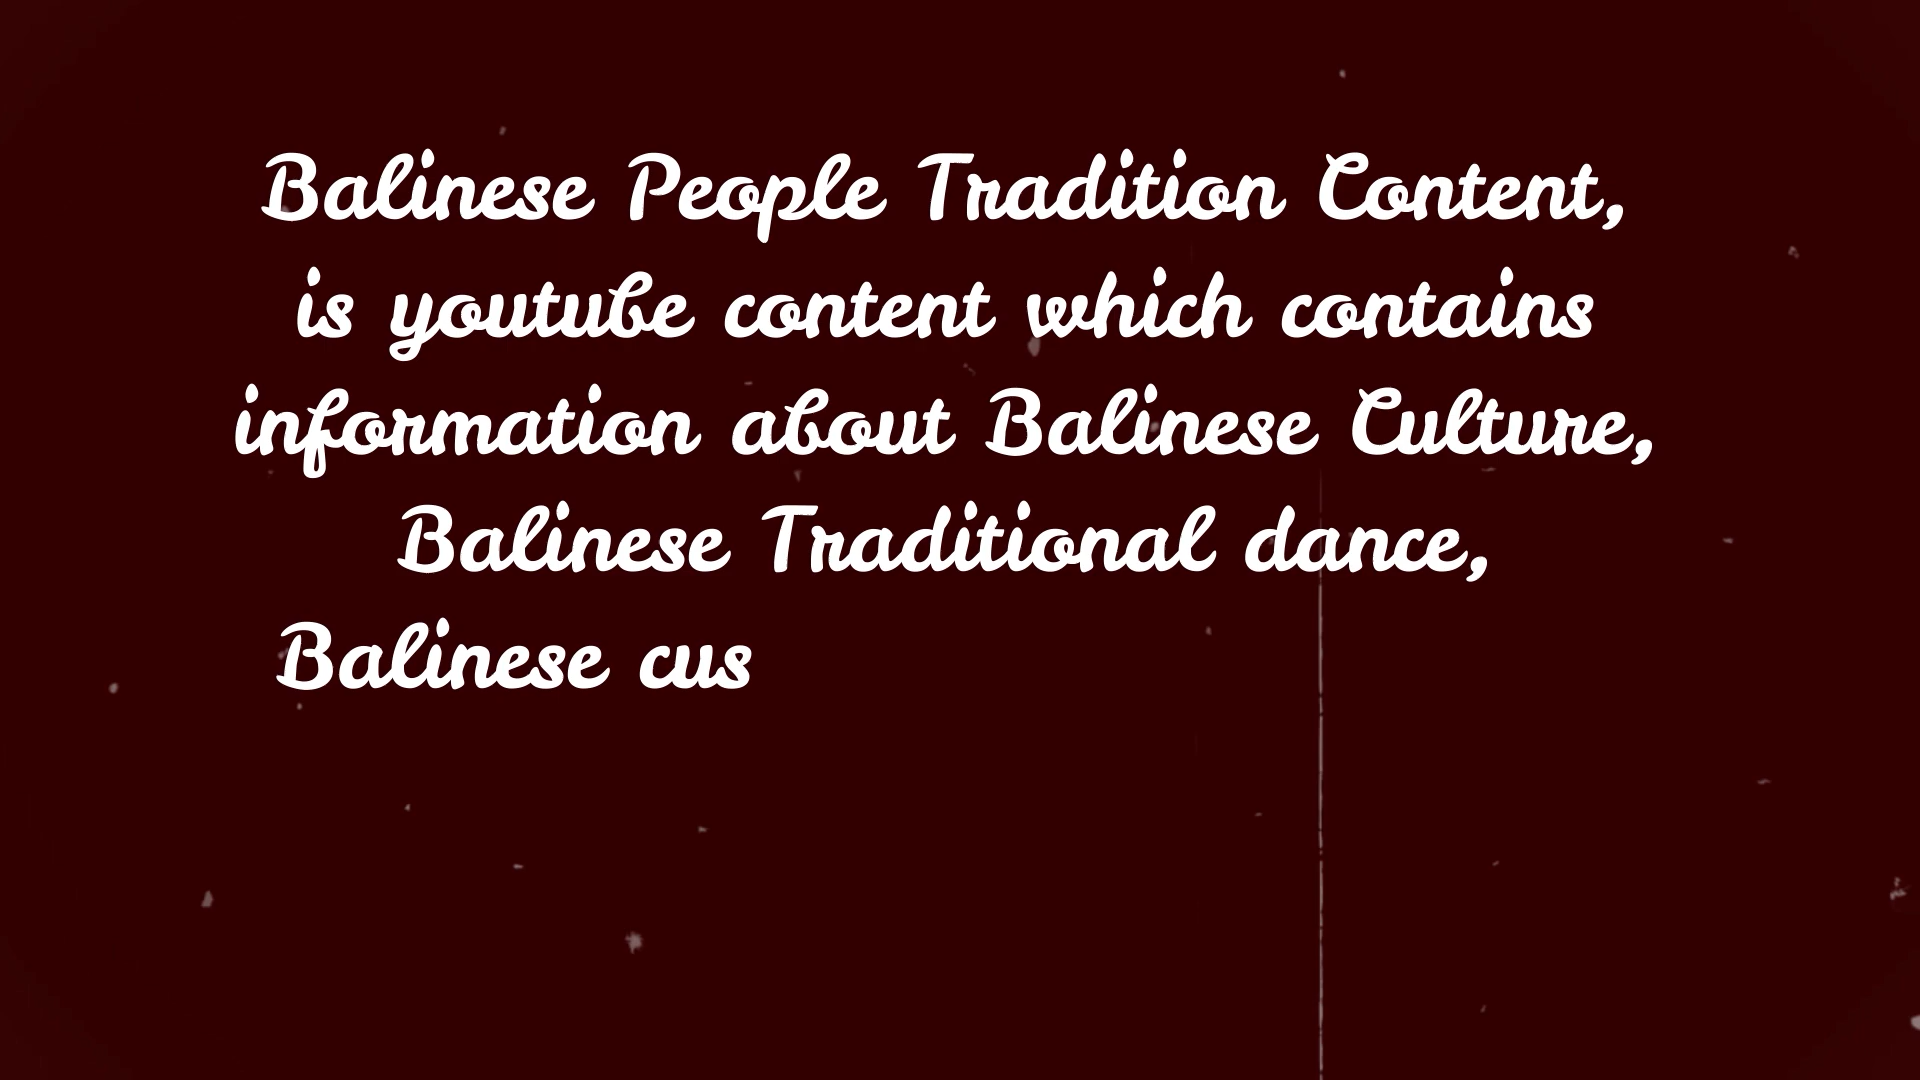 Balinese People Tradition Content,
is youtube content which contains
information about Balinese Culture,
Balinese Traditional dance,
Balinese cus